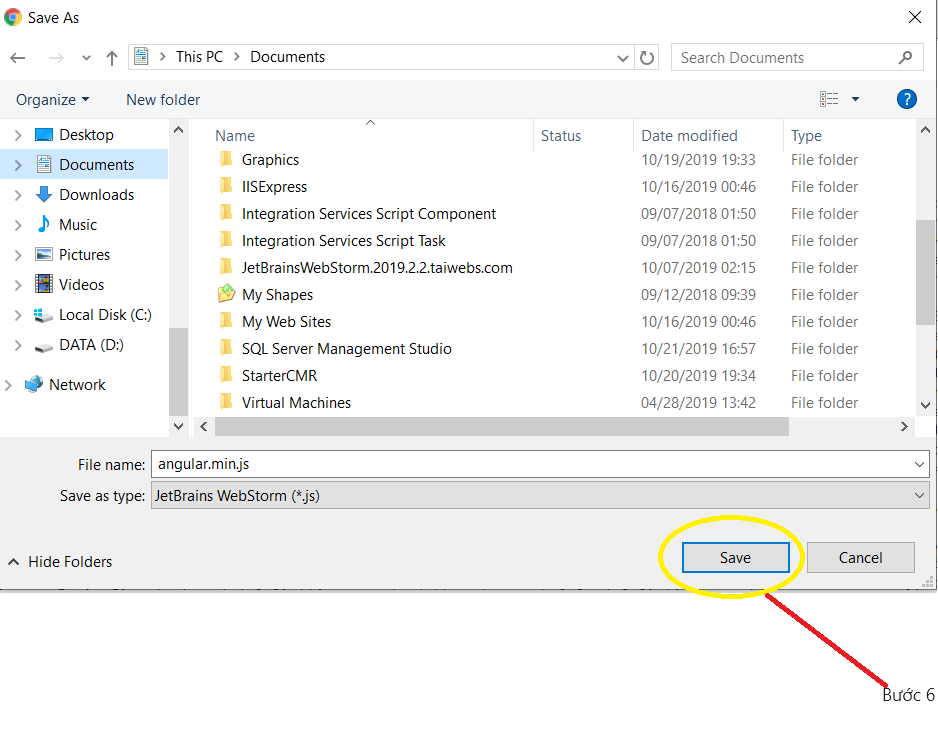 Save As
This PC Documents
Search Documents
Organize New folder ?
Name Status Date modified Type
Desktop
Documents
Downloads
Music
Pictures
Videos
Local Disk (C:)
DATA (D:)
Network
Graphics 10/19/2019 19:33 File folder
IISExpress 10/16/2019 00:46 File folder
Integration Services Script Component 09/07/2018 01:50 File folder
Integration Services Script Task 09/07/2018 01:50 File folder
JetBrainsWebStorm.2019.2.2.taiwebs.com 10/07/2019 02:15 File folder
My Shapes 09/12/2018 09:39 File folder
My Web Sites 10/16/2019 00:46 File folder
SQL Server Management Studio 10/21/2019 16:57 File folder
StarterCMR 10/20/2019 19:34 File folder
Virtual Machines 04/28/2019 13:42 File folder
File name: angular.min.js
Save as type: JetBrains WebStorm (*.js)
Hide Folders Save Cancel
Bước 6